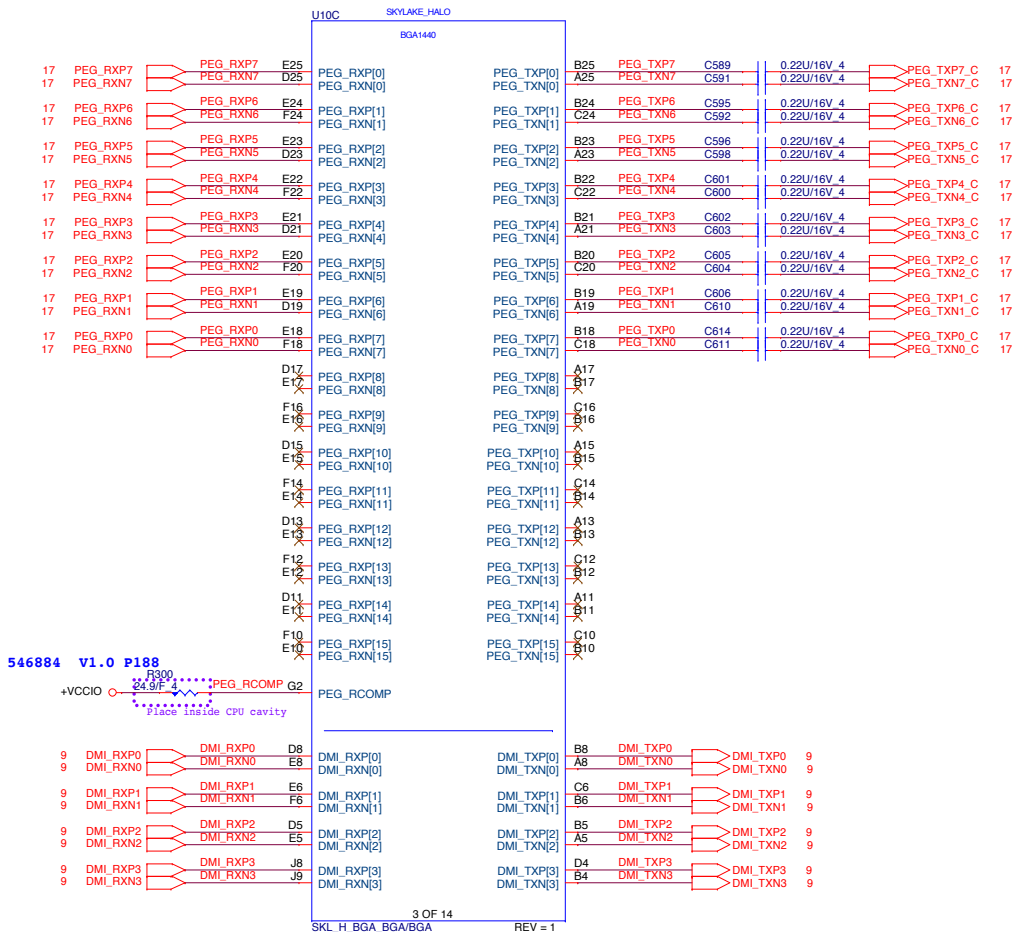 U10C SKYLAKE_HALO
BGA1440
17 PEG_RXP7 PEG_RXP7 E25 PEG_RXP[0] PEG_TXP[0] B25 PEG_TXP7 C589 0.22U/16V_4 PEG_TXP7_C 17
17 PEG_RXN7 PEG_RXN7 D25 PEG_RXN[0] PEG_TXN[0] A25 PEG_TXN7 C591 0.22U/16V_4 PEG_TXN7_C 17
17 PEG_RXP6 PEG_RXP6 E24 PEG_RXP[1] PEG_TXP[1] B24 PEG_TXP6 C595 0.22U/16V_4 PEG_TXP6_C 17
17 PEG_RXN6 PEG_RXN6 F24 PEG_RXN[1] PEG_TXN[1] C24 PEG_TXN6 C592 0.22U/16V_4 PEG_TXN6_C 17
17 PEG_RXP5 PEG_RXP5 E23 PEG_RXP[2] PEG_TXP[2] B23 PEG_TXP5 C596 0.22U/16V_4 PEG_TXP5_C 17
17 PEG_RXN5 PEG_RXN5 D23 PEG_RXN[2] PEG_TXN[2] A23 PEG_TXN5 C598 0.22U/16V_4 PEG_TXN5_C 17
17 PEG_RXP4 PEG_RXP4 E22 PEG_RXP[3] PEG_TXP[3] B22 PEG_TXP4 C601 0.22U/16V_4 PEG_TXP4_C 17
17 PEG_RXN4 PEG_RXN4 F22 PEG_RXN[3] PEG_TXN[3] C22 PEG_TXN4 C600 0.22U/16V_4 PEG_TXN4_C 17
17 PEG_RXP3 PEG_RXP3 E21 PEG_RXP[4] PEG_TXP[4] B21 PEG_TXP3 C602 0.22U/16V_4 PEG_TXP3_C 17
17 PEG_RXN3 PEG_RXN3 D21 PEG_RXN[4] PEG_TXN[4] A21 PEG_TXN3 C603 0.22U/16V_4 PEG_TXN3_C 17
17 PEG_RXP2 PEG_RXP2 E20 PEG_RXP[5] PEG_TXP[5] B20 PEG_TXP2 C605 0.22U/16V_4 PEG_TXP2_C 17
17 PEG_RXN2 PEG_RXN2 F20 PEG_RXN[5] PEG_TXN[5] C20 PEG_TXN2 C604 0.22U/16V_4 PEG_TXN2_C 17
17 PEG_RXP1 PEG_RXP1 E19 PEG_RXP[6] PEG_TXP[6] B19 PEG_TXP1 C606 0.22U/16V_4 PEG_TXP1_C 17
17 PEG_RXN1 PEG_RXN1 D19 PEG_RXN[6] PEG_TXN[6] A19 PEG_TXN1 C610 0.22U/16V_4 PEG_TXN1_C 17
17 PEG_RXP0 PEG_RXP0 E18 PEG_RXP[7] PEG_TXP[7] B18 PEG_TXP0 C614 0.22U/16V_4 PEG_TXP0_C 17
17 PEG_RXN0 PEG_RXN0 F18 PEG_RXN[7] PEG_TXN[7] C18 PEG_TXN0 C611 0.22U/16V_4 PEG_TXN0_C 17
D17 PEG_RXP[8] PEG_TXP[8] A17
E17 PEG_RXN[8] PEG_TXN[8] B17
F16 PEG_RXP[9] PEG_TXP[9] C16
E16 PEG_RXN[9] PEG_TXN[9] B16
D15 PEG_RXP[10] PEG_TXP[10] A15
E15 PEG_RXN[10] PEG_TXN[10] B15
F14 PEG_RXP[11] PEG_TXP[11] C14
E14 PEG_RXN[11] PEG_TXN[11] B14
D13 PEG_RXP[12] PEG_TXP[12] A13
E13 PEG_RXN[12] PEG_TXN[12] B13
F12 PEG_RXP[13] PEG_TXP[13] C12
E12 PEG_RXN[13] PEG_TXN[13] B12
D11 PEG_RXP[14] PEG_TXP[14] A11
E11 PEG_RXN[14] PEG_TXN[14] B11
F10 PEG_RXP[15] PEG_TXP[15] C10
E10 PEG_RXN[15] PEG_TXN[15] B10
546884 V1.0 P188
R300
+VCCIO 24.9/F_4 PEG_RCOMP G2 PEG_RCOMP
Place inside CPU cavity
9 DMI_RXP0 DMI_RXP0 D8 DMI_RXP[0] DMI_TXP[0] B8 DMI_TXP0 DMI_TXP0 9
9 DMI_RXN0 DMI_RXN0 E8 DMI_RXN[0] DMI_TXN[0] A8 DMI_TXN0 DMI_TXN0 9
9 DMI_RXP1 DMI_RXP1 E6 DMI_RXP[1] DMI_TXP[1] C6 DMI_TXP1 DMI_TXP1 9
9 DMI_RXN1 DMI_RXN1 F6 DMI_RXN[1] DMI_TXN[1] B6 DMI_TXN1 DMI_TXN1 9
9 DMI_RXP2 DMI_RXP2 D5 DMI_RXP[2] DMI_TXP[2] B5 DMI_TXP2 DMI_TXP2 9
9 DMI_RXN2 DMI_RXN2 E5 DMI_RXN[2] DMI_TXN[2] A5 DMI_TXN2 DMI_TXN2 9
9 DMI_RXP3 DMI_RXP3 J8 DMI_RXP[3] DMI_TXP[3] D4 DMI_TXP3 DMI_TXP3 9
9 DMI_RXN3 DMI_RXN3 J9 DMI_RXN[3] DMI_TXN[3] B4 DMI_TXN3 DMI_TXN3 9
3 OF 14
SKL_H_BGA_BGA/BGA REV = 1